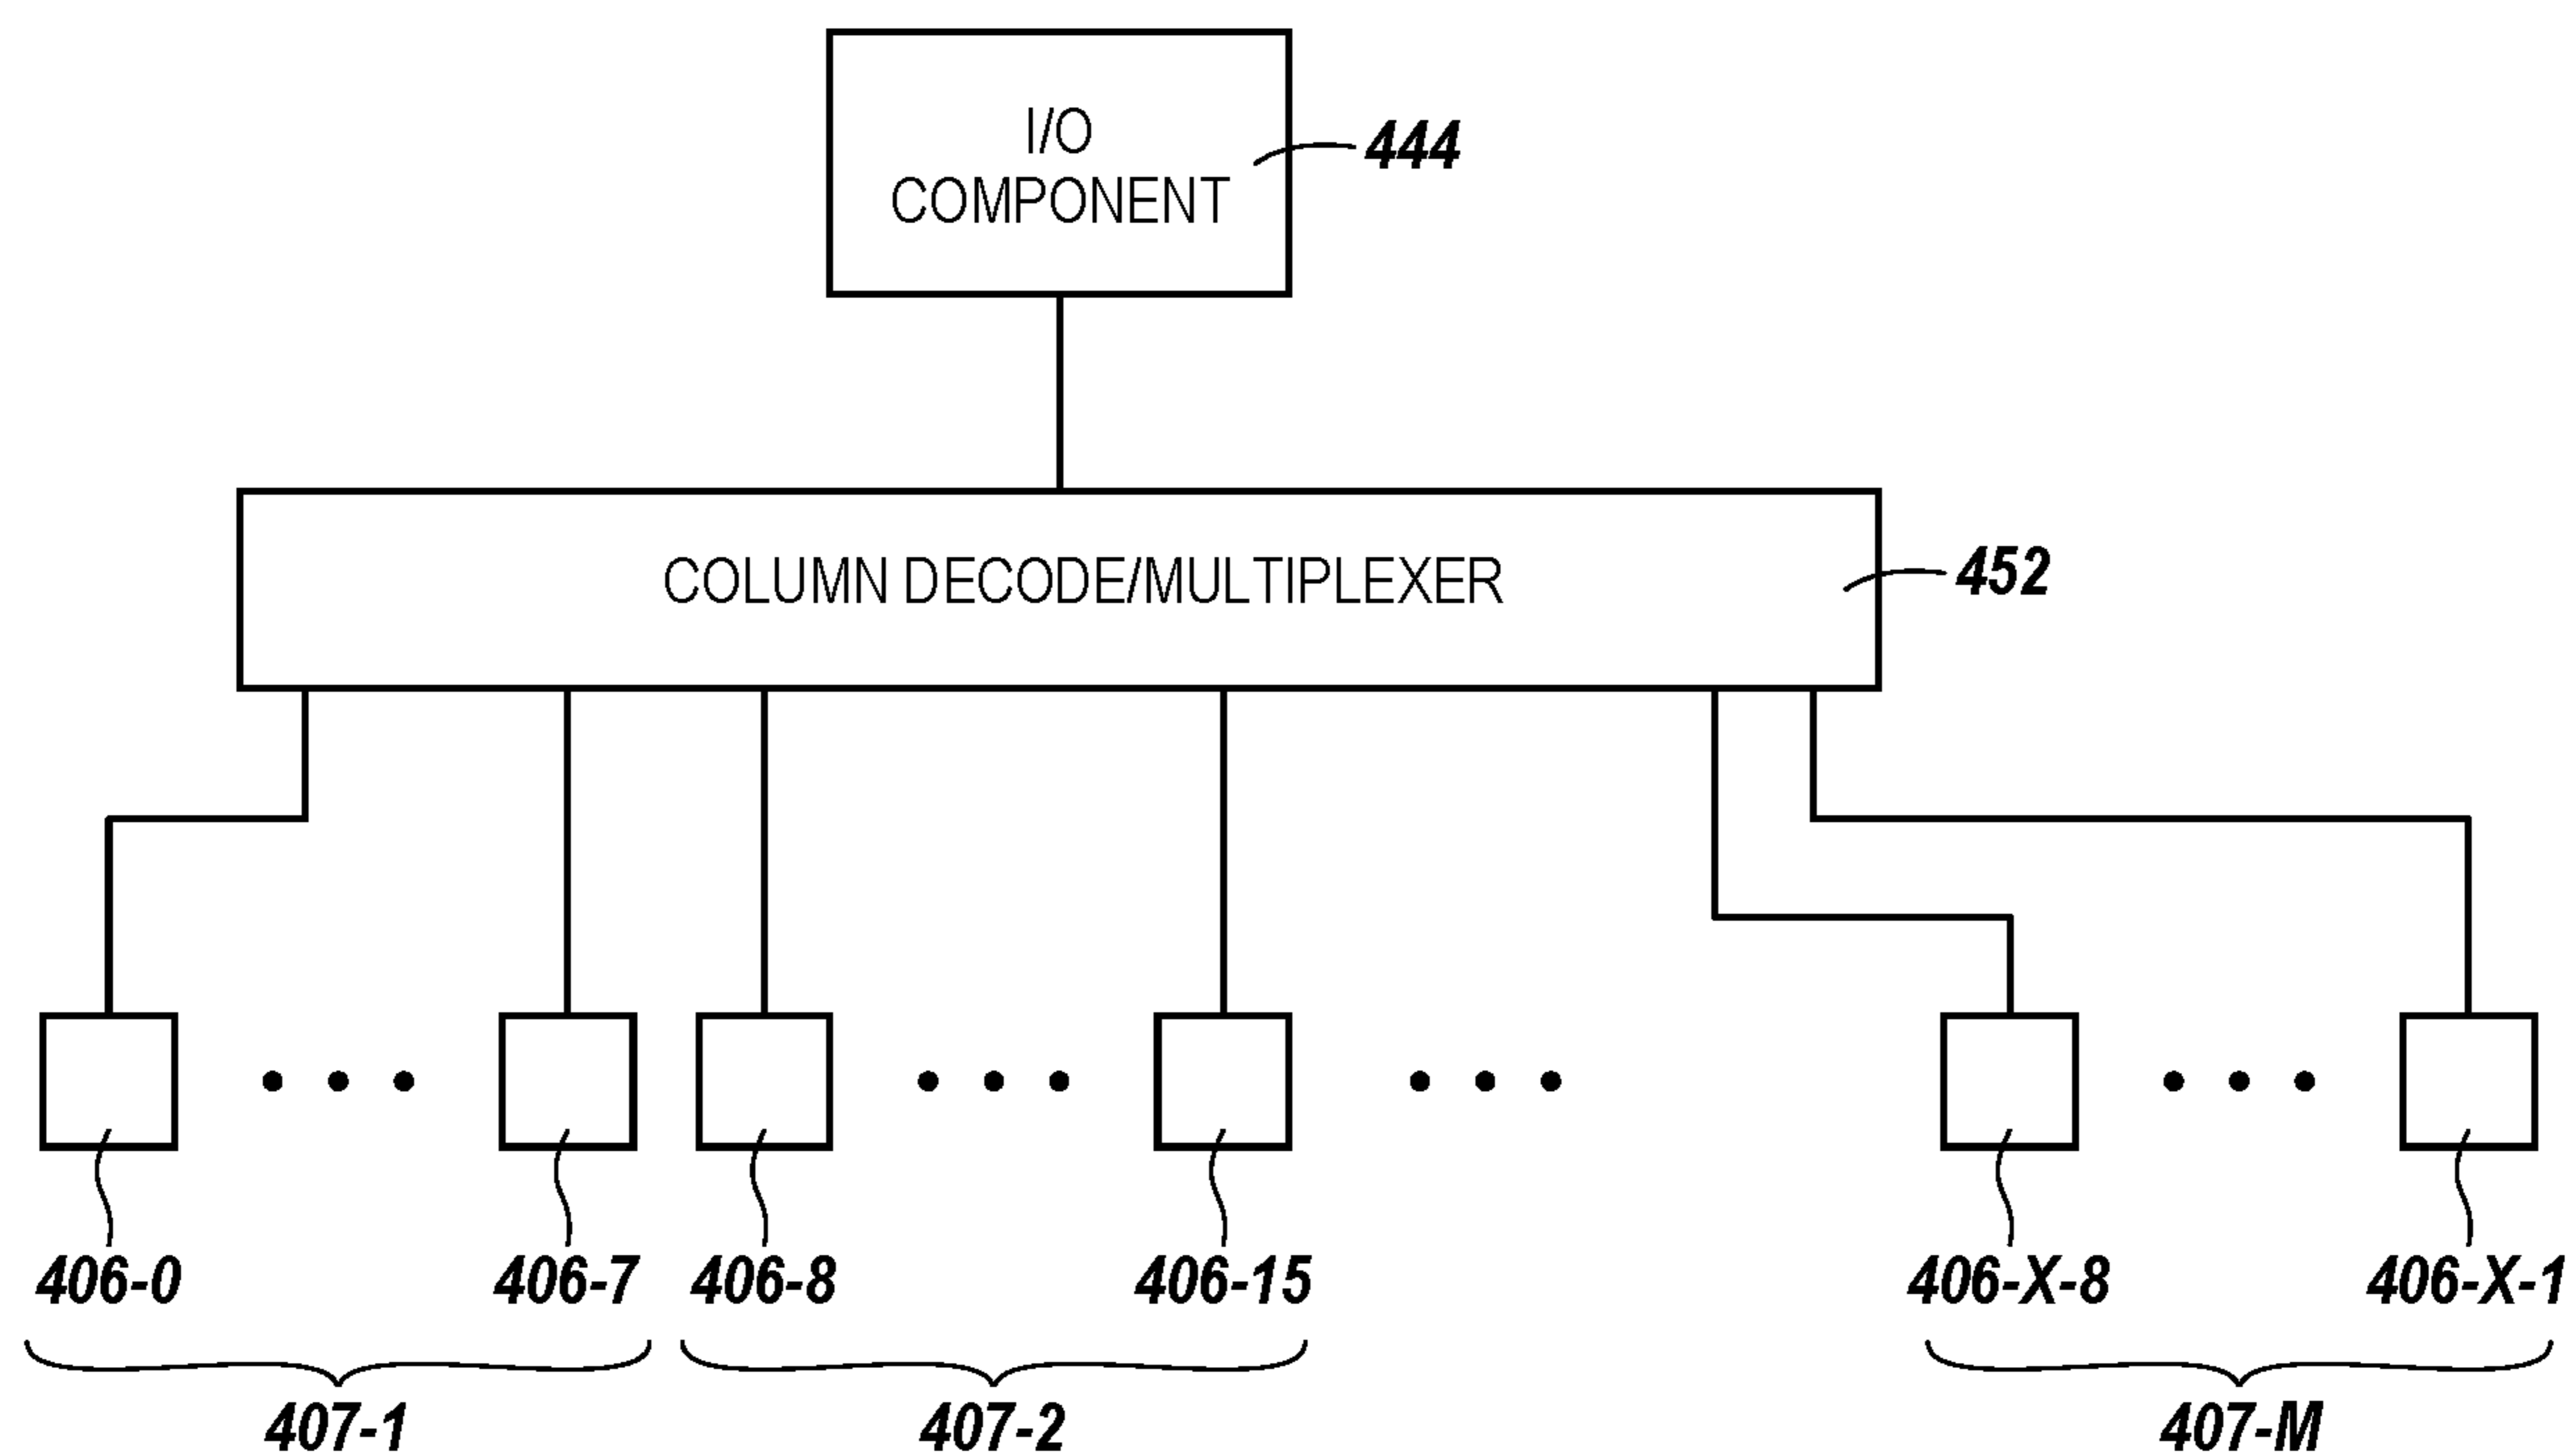 I/O
COMPONENT
444
COLUMN DECODE/MULTIPLEXER
452
406-0
406-7
406-8
406-15
406-X-8
406-X-1
407-1
407-2
407-M